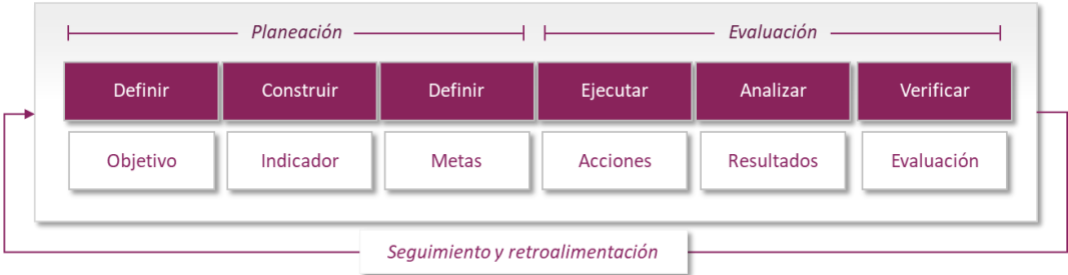 Planeación
Evaluación
Definir
Construir
Definir
Ejecutar
Analizar
Verificar
Objetivo
Indicador
Metas
Acciones
Resultados
Evaluación
Seguimiento y retroalimentación